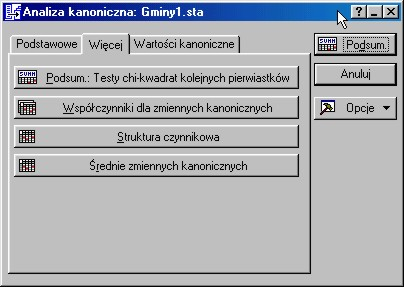 Analiza kanoniczna: Gminy1.sta
Podstawowe Więcej Wartości kanoniczne
Podsum.: Testy chi-kwadrat kolejnych pierwiastków
Współczynniki dla zmiennych kanonicznych
Struktura czynnikowa
Średnie zmiennych kanonicznych
Podsum.
Anuluj
Opcje